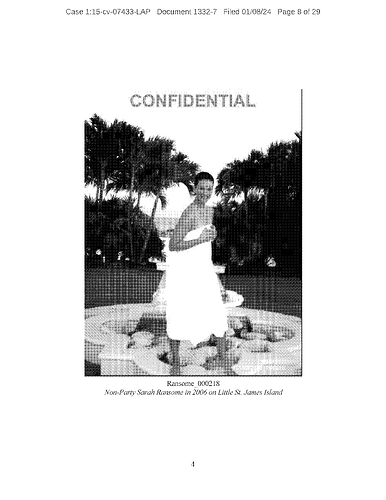 Case 1:15-cv-07433-LAP Document 1332-7 Filed 01/08/24 Page 8 of 29
CONFIDENTIAL
Ransome_000218
Non-Party Sarah Ransome in 2006 on Little St. James Island
4